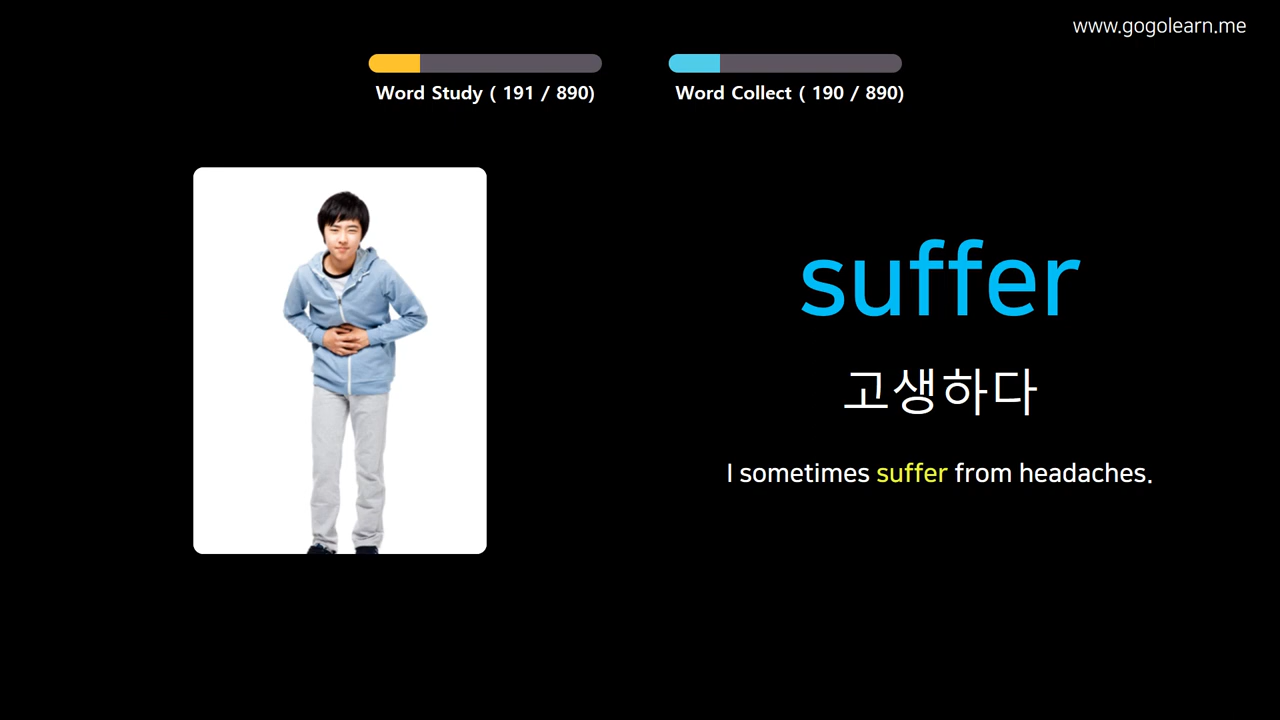 www.gogolearn.me
Word Study ( 191 / 890)
Word Collect ( 190 / 890)
suffer
고생하다
I sometimes suffer from headaches.